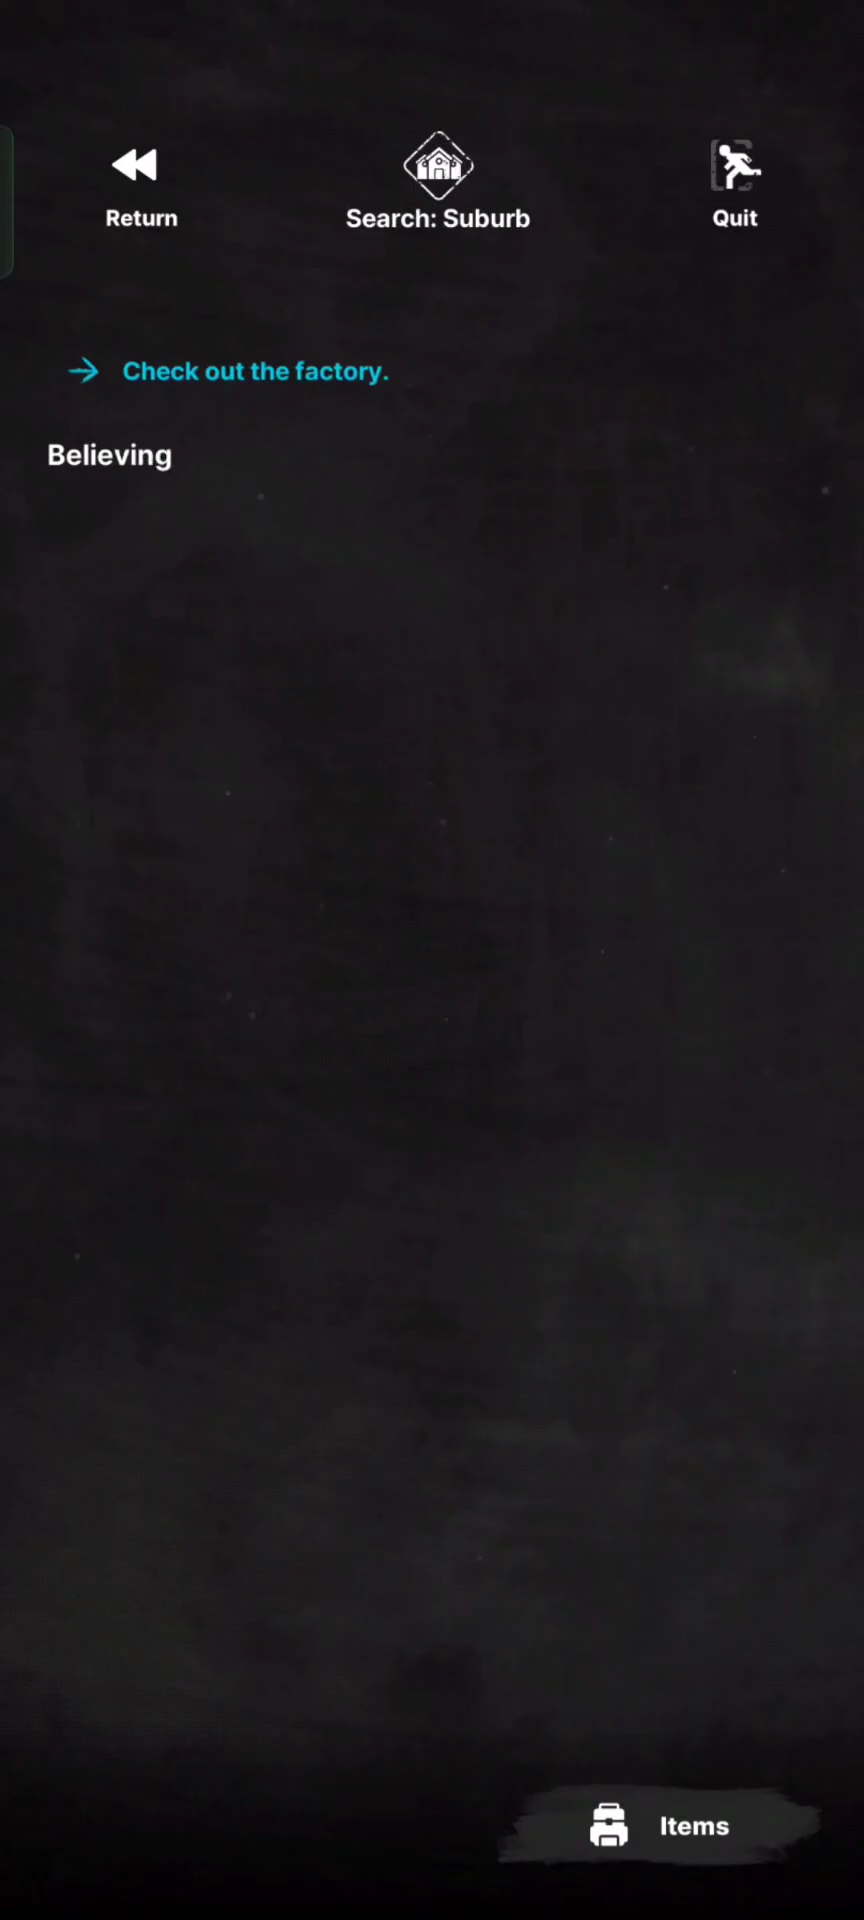 Return
Search: Suburb
Quit
Check out the factory.
Believing
Items